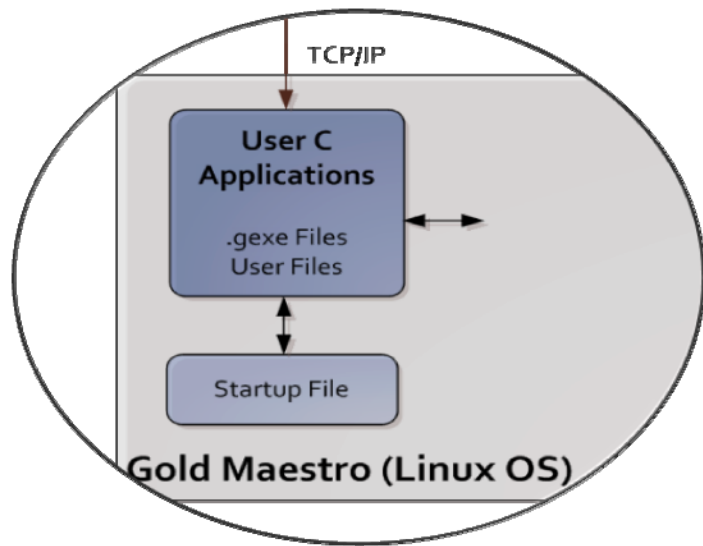 TCP/IP
User C
Applications
.gexe Files
User Files
Startup File
Gold Maestro (Linux OS)